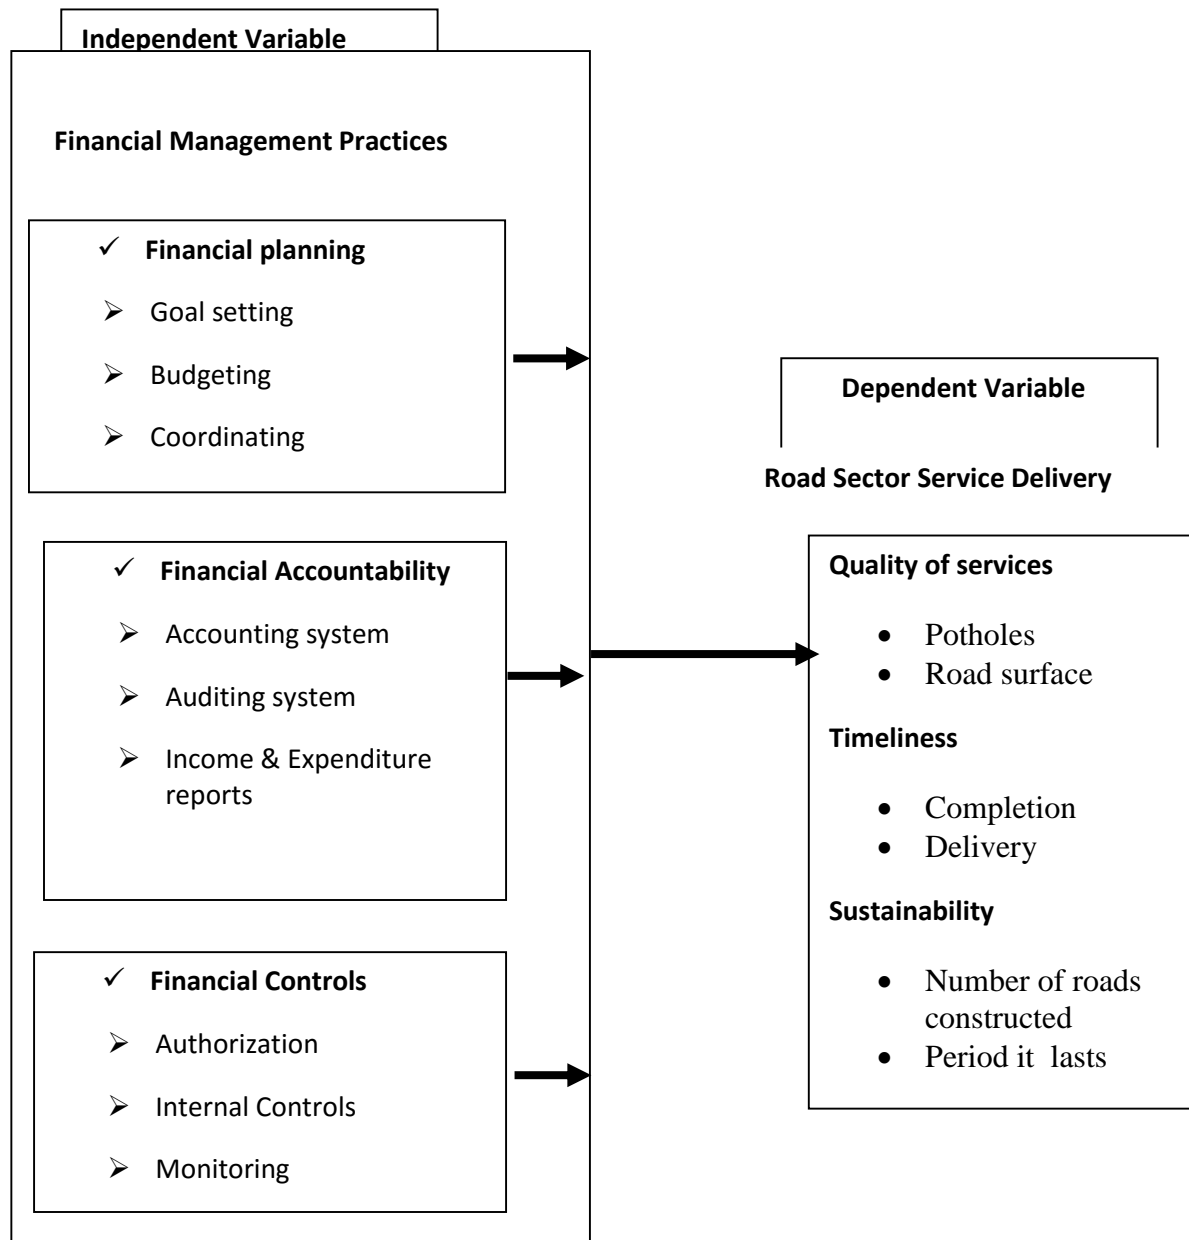 Independent Variable
Financial Management Practices
✓ Financial planning
➢ Goal setting
➢ Budgeting
➢ Coordinating
✓ Financial Accountability
➢ Accounting system
➢ Auditing system
➢ Income & Expenditure
reports
✓ Financial Controls
➢ Authorization
➢ Internal Controls
➢ Monitoring
Dependent Variable
Road Sector Service Delivery
Quality of services
• Potholes
• Road surface
Timeliness
• Completion
• Delivery
Sustainability
• Number of roads
constructed
• Period it lasts